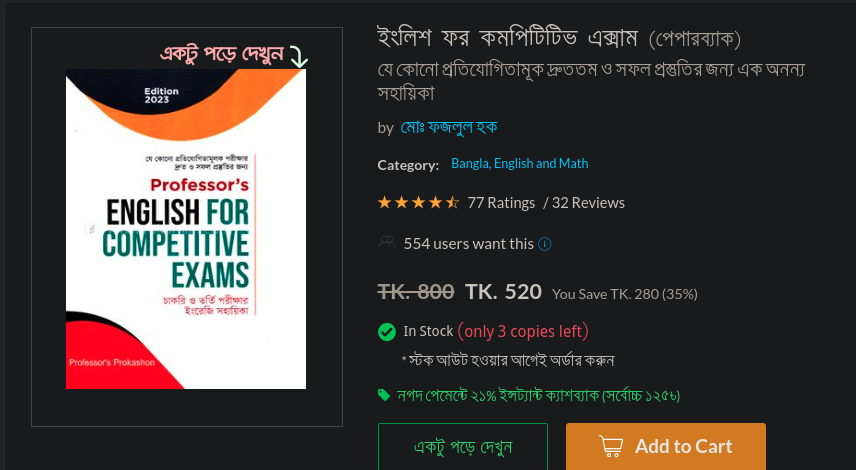 একটু পড়ে দেখুন
Edition
2023
যে কোনো প্রতিযোগিতামূলক পরীক্ষার
দ্রুত ও সফল প্রস্তুতির জন্য
Professor's
ENGLISH FOR
COMPETITIVE
EXAMS
চাকরি ও ভর্তি পরীক্ষার
ইংরেজি সহায়িকা
Professor's Prokashon
ইংলিশ ফর কমপিটিটিভ এক্সাম (পেপারব্যাক)
যে কোনো প্রতিযোগিতামূক দ্রুততম ও সফল প্রস্তুতির জন্য এক অনন্য
সহায়িকা
by মোঃ ফজলুল হক
Category: Bangla, English and Math
77 Ratings / 32 Reviews
554 users want this
TK. 800 TK. 520 You Save TK. 280 (35%)
In Stock (only 3 copies left)
* স্টক আউট হওয়ার আগেই অর্ডার করুন
নগদ পেমেন্টে ২১% ইন্সট্যান্ট ক্যাশব্যাক (সর্বোচ্চ ১২৫৳)
একটু পড়ে দেখুন
Add to Cart